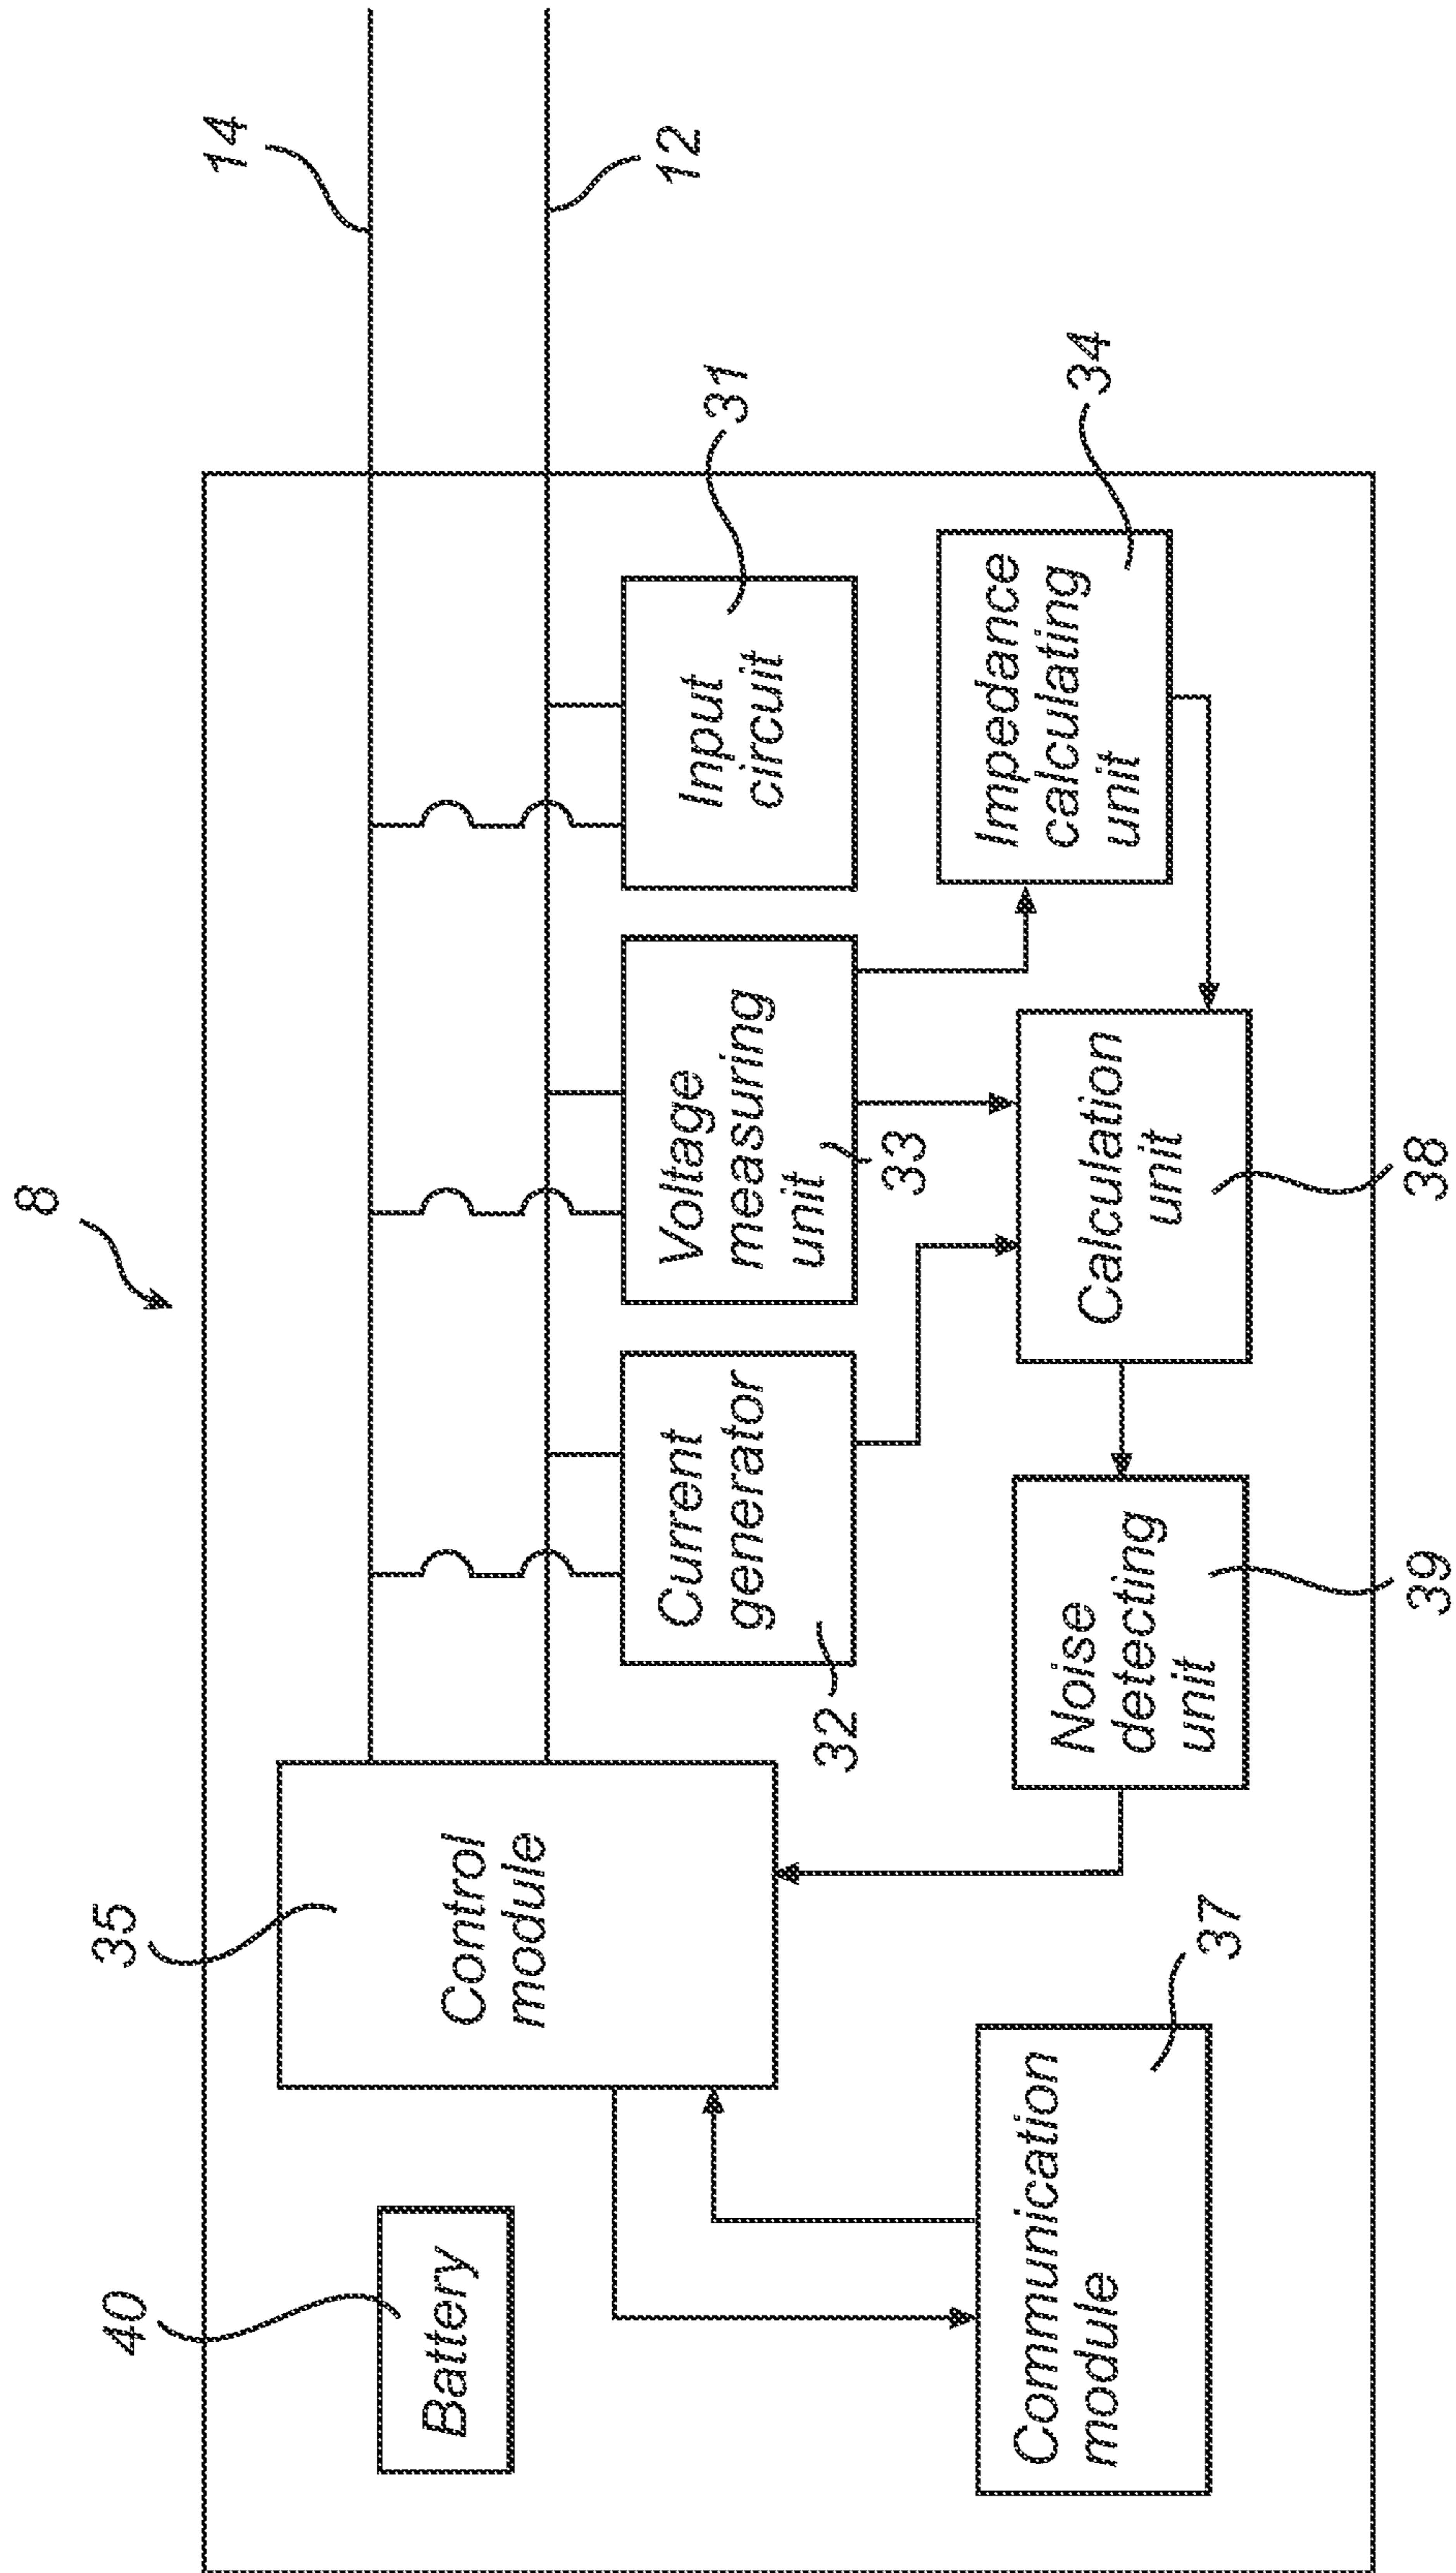 8
14
12
35
40
Battery
Control
module
Current
generator
32
Voltage
measuring
unit
33
Input
circuit
31
Communication
module
37
Noise
detecting
unit
39
Calculation
unit
38
Impedance
calculating
unit
34